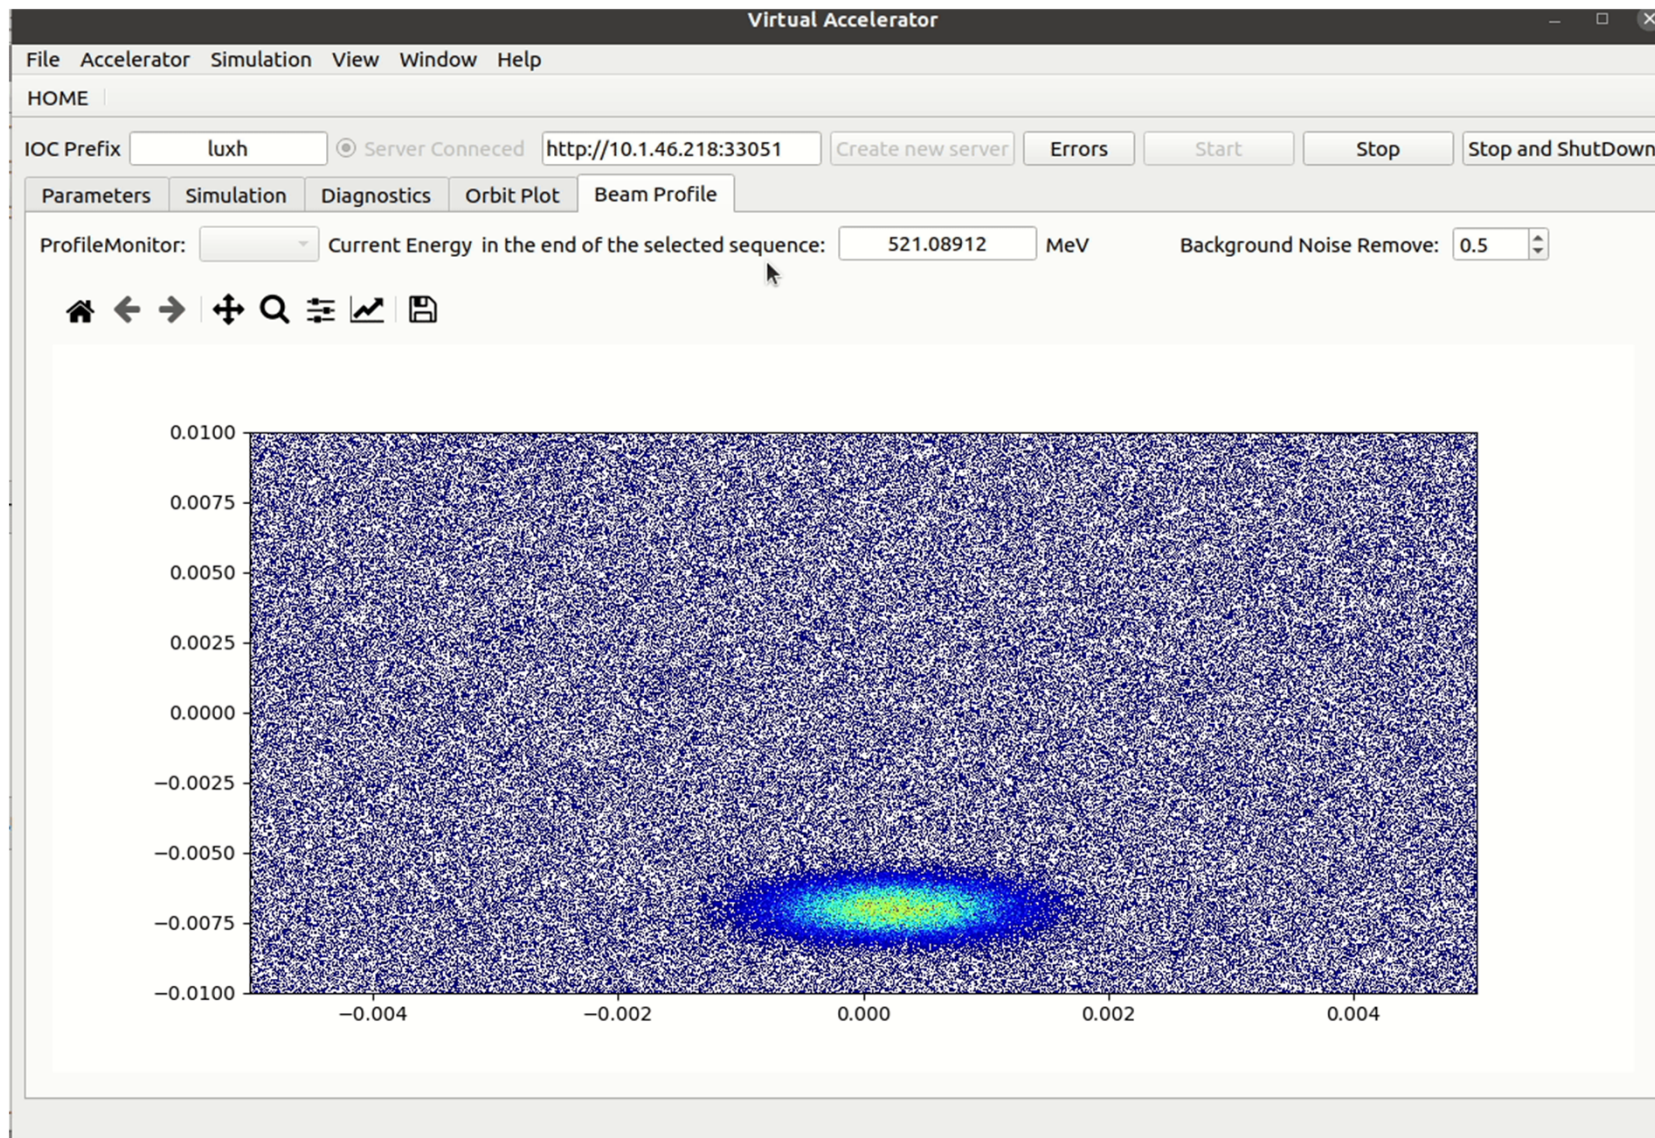 Virtual Accelerator
File Accelerator Simulation View Window Help
HOME
IOC Prefix luxh Server Conneced http://10.1.46.218:33051 Create new server Errors Start Stop Stop and ShutDown
Parameters Simulation Diagnostics Orbit Plot Beam Profile
ProfileMonitor: Current Energy in the end of the selected sequence: 521.08912 MeV Background Noise Remove: 0.5
0.0100
0.0075
0.0050
0.0025
0.0000
−0.0025
−0.0050
−0.0075
−0.0100
−0.004 −0.002 0.000 0.002 0.004